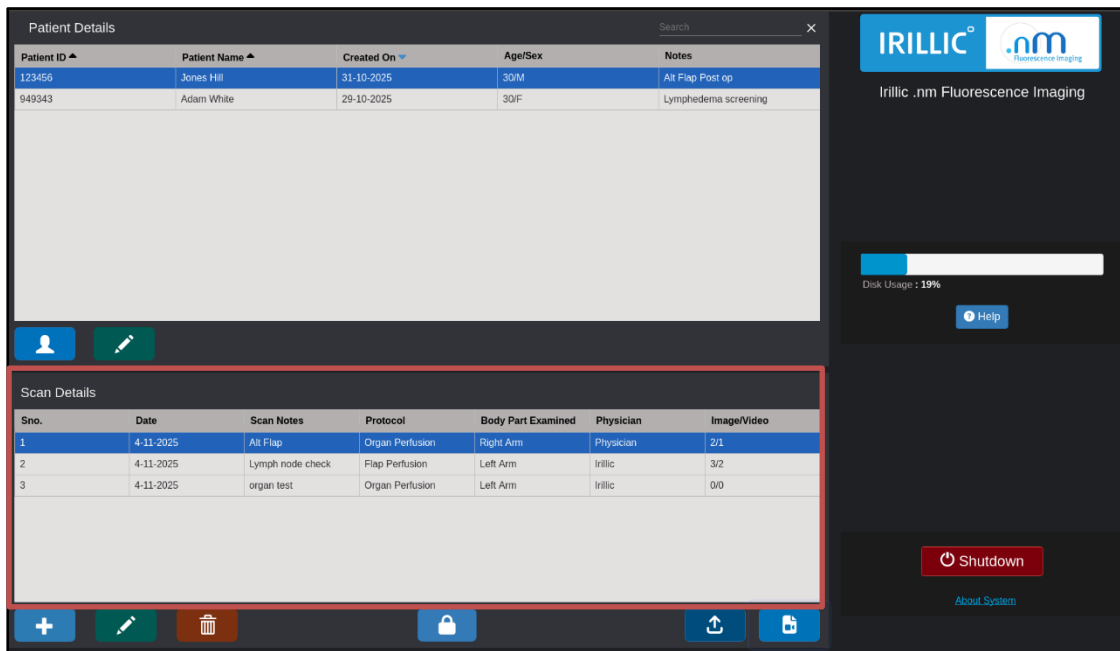 Patient Details Search ×
Patient ID Patient Name Created On Age/Sex Notes
123456 Jones Hill 31-10-2025 30/M Alt Flap Post op
949343 Adam White 29-10-2025 30/F Lymphedema screening
IRILLIC° .nm
Fluorescence Imaging
Irillic .nm Fluorescence Imaging
Disk Usage : 19%
? Help
Scan Details
Sno. Date Scan Notes Protocol Body Part Examined Physician Image/Video
1 4-11-2025 Alt Flap Organ Perfusion Right Arm Physician 2/1
2 4-11-2025 Lymph node check Flap Perfusion Left Arm Irillic 3/2
3 4-11-2025 organ test Organ Perfusion Left Arm Irillic 0/0
Shutdown
About System